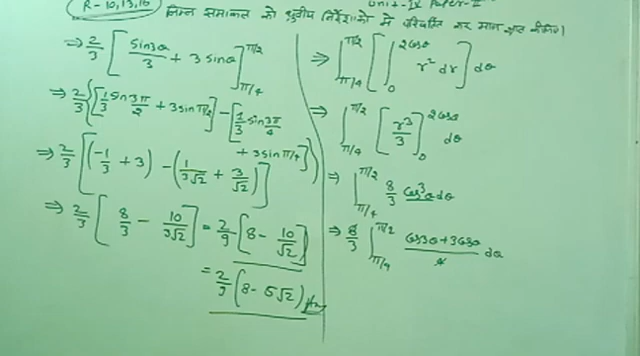 R-10,13,16
Unit-IV Paper-II
निम्न समाकल को ध्रुवीय निर्देशांको में परिवर्तित कर मान ज्ञात कीजिए।
⇒ 2/3 [ sin3θ/3 + 3 sinθ ]_{π/4}^{π/2}
⇒ 2/3 { [ 1/3 sin 3π/2 + 3 sin π/2 ] - [ 1/3 sin 3π/4 + 3 sin π/4 ] }
⇒ 2/3 [ ( -1/3 + 3 ) - ( 1/3√2 + 3/√2 ) ]
⇒ 2/3 [ 8/3 - 10/3√2 ] = 2/9 [ 8 - 10/√2 ]
= 2/9 ( 8 - 5√2 ) Ans
⇒ ∫_{π/4}^{π/2} [ ∫_0^{2cosθ} r² dr ] dθ
⇒ ∫_{π/4}^{π/2} [ r³/3 ]_0^{2cosθ} dθ
⇒ ∫_{π/4}^{π/2} 8/3 cos³θ dθ
⇒ 8/3 ∫_{π/4}^{π/2} cos3θ+3cosθ/4 dθ